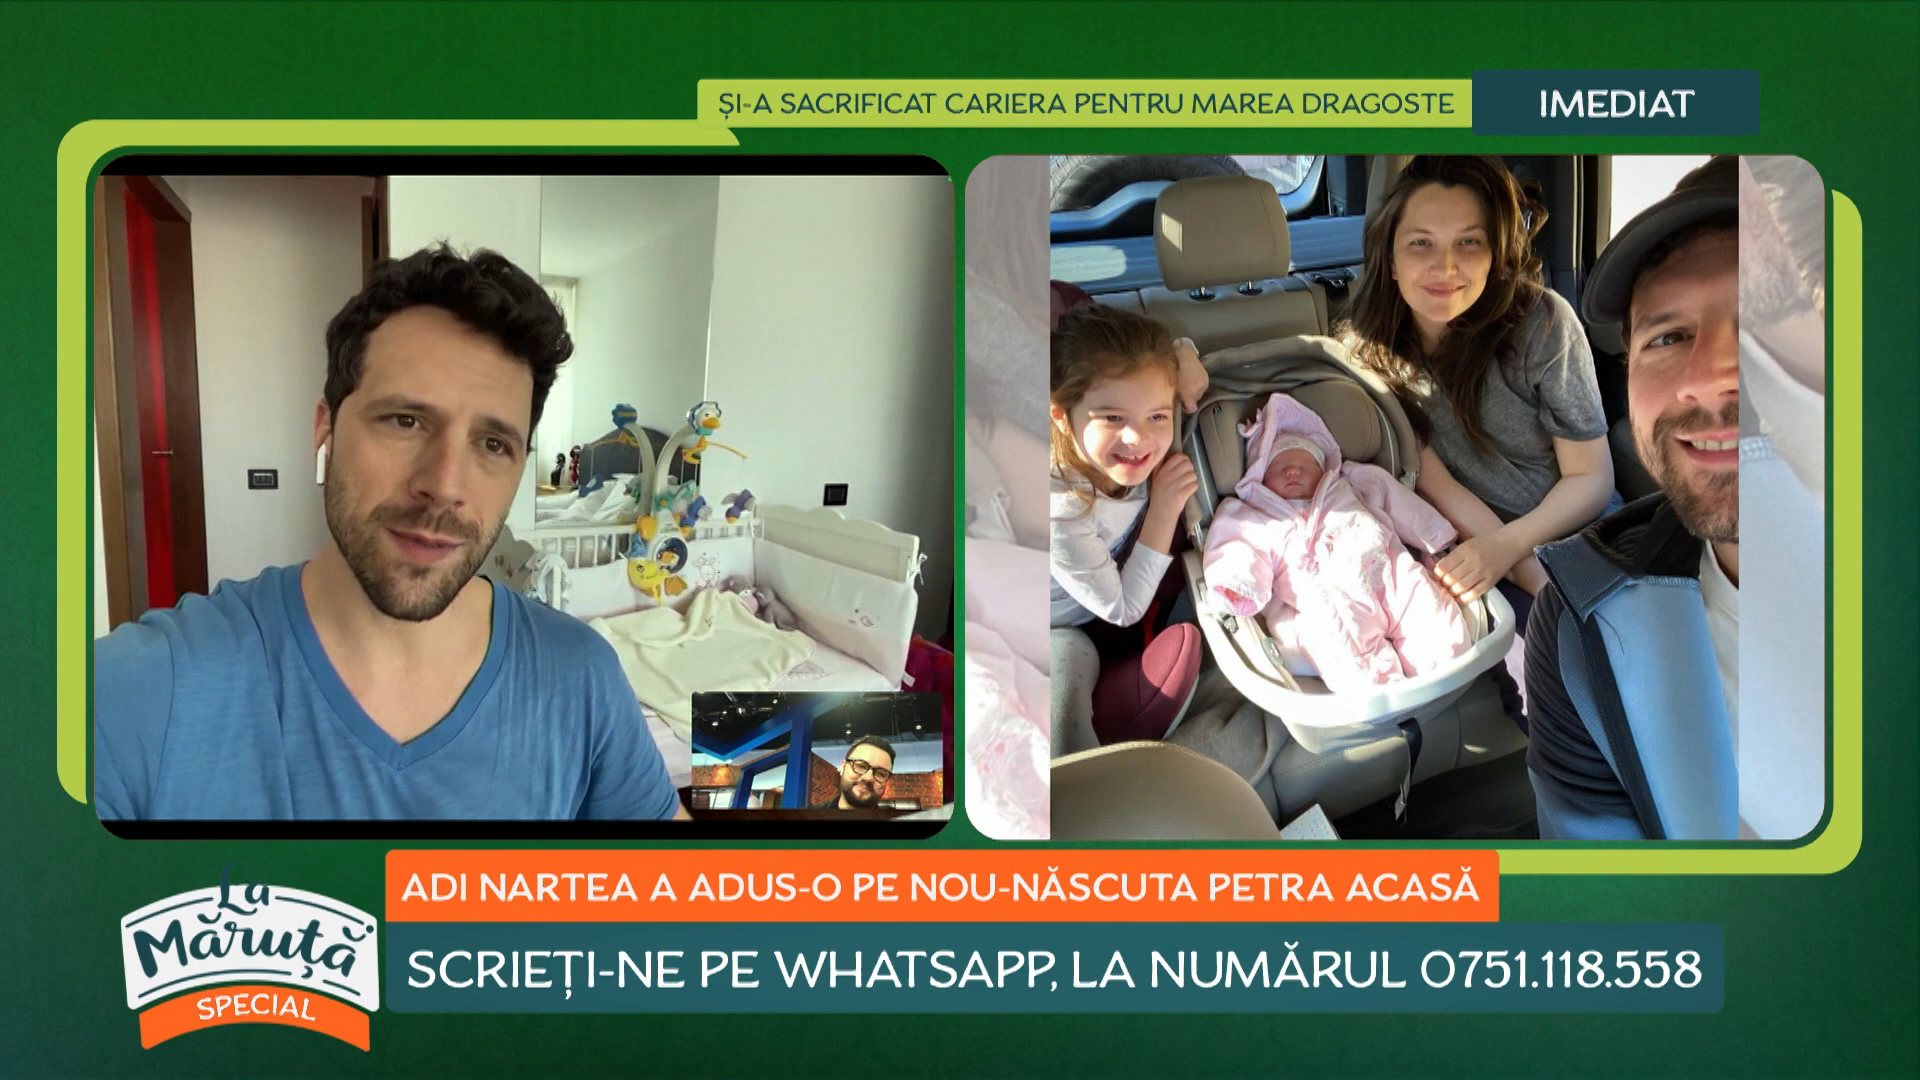 ȘI-A SACRIFICAT CARIERA PENTRU MAREA DRAGOSTE
IMEDIAT
ADI NARTEA A ADUS-O PE NOU-NĂSCUTA PETRA ACASĂ
SCRIEȚI-NE PE WHATSAPP, LA NUMĂRUL 0751.118.558
La
Măruță
SPECIAL